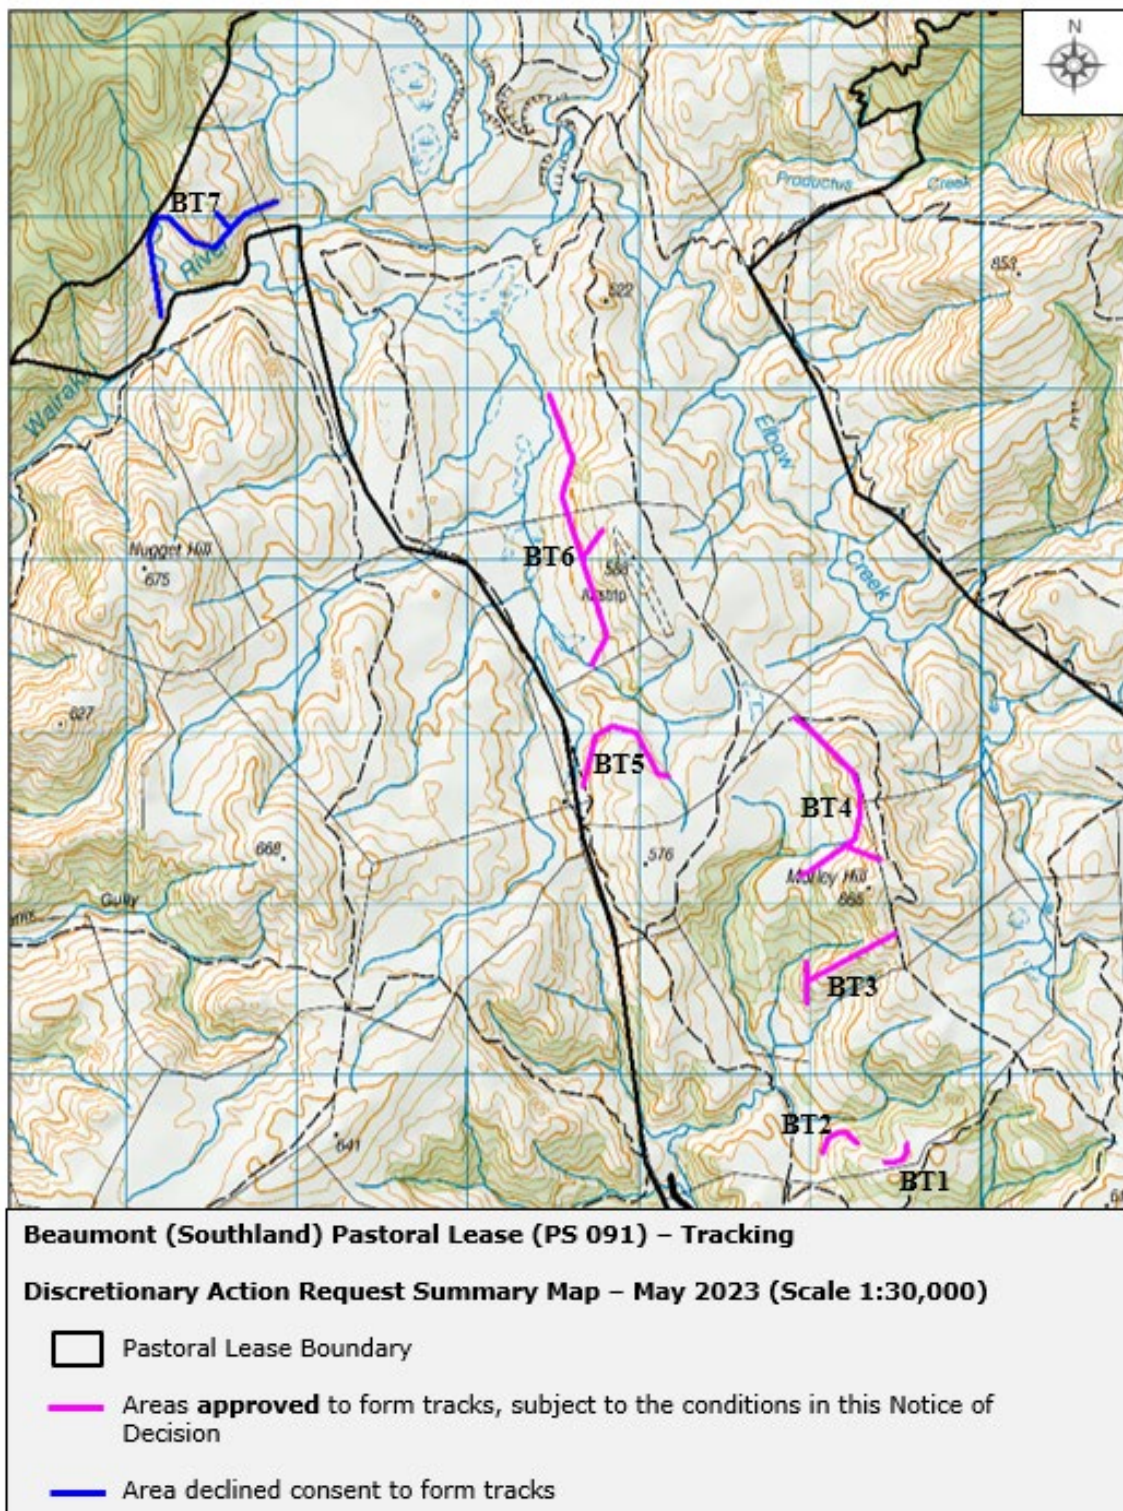 N
Productus Creek
BT7
River
853
522
Wairaki
Elbow
Creek
Nugget Hill
675
BT6
588
Airstrip
627
BT5
BT4
668
576
Morley Hill
Gully
BT3
BT2
641
BT1
Beaumont (Southland) Pastoral Lease (PS 091) – Tracking
Discretionary Action Request Summary Map – May 2023 (Scale 1:30,000)
Pastoral Lease Boundary
Areas approved to form tracks, subject to the conditions in this Notice of
Decision
Area declined consent to form tracks